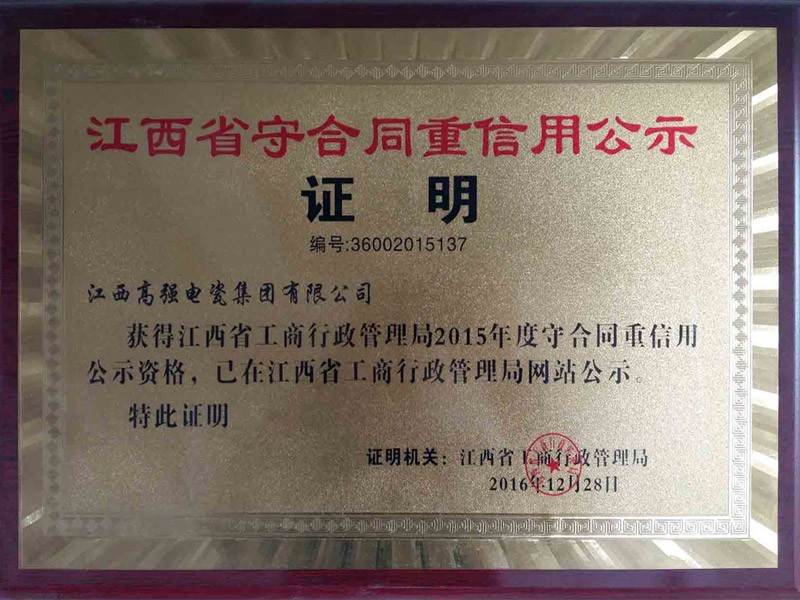 江西省守合同重信用公示
证 明
编号:36002015137
江西高强电瓷集团有限公司
获得江西省工商行政管理局2015年度守合同重信用
公示资格，已在江西省工商行政管理局网站公示。
特此证明
证明机关：江西省工商行政管理局
2016年12月28日